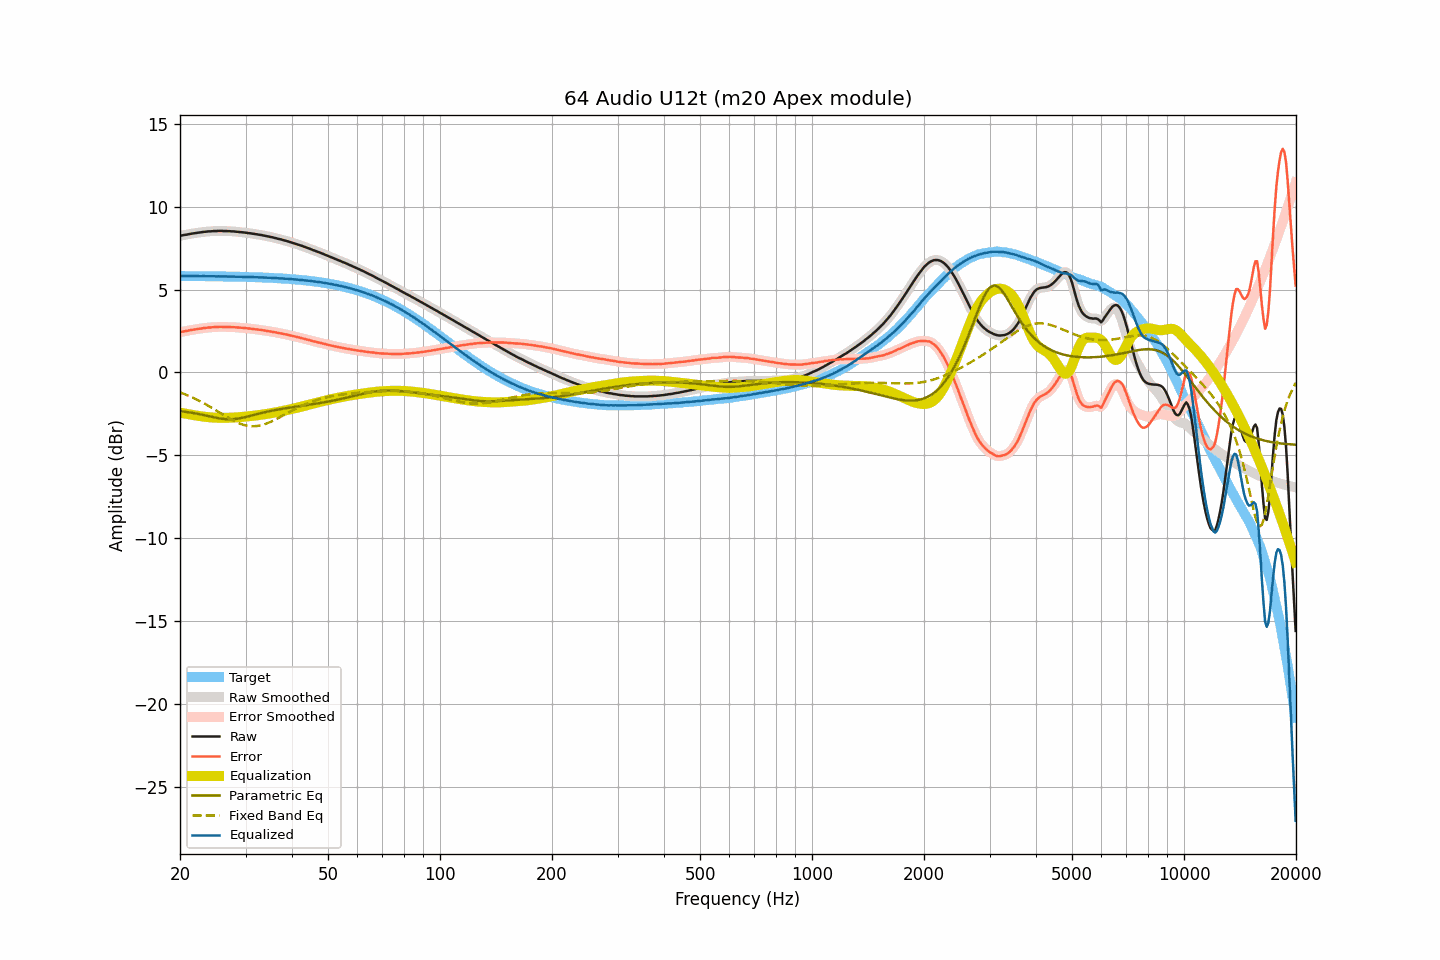 64 Audio U12t (m20 Apex module)
15
10
5
0
−5
−10
−15
−20
−25
Amplitude (dBr)
Target
Raw Smoothed
Error Smoothed
Raw
Error
Equalization
Parametric Eq
Fixed Band Eq
Equalized
20 50 100 200 500 1000 2000 5000 10000 20000
Frequency (Hz)